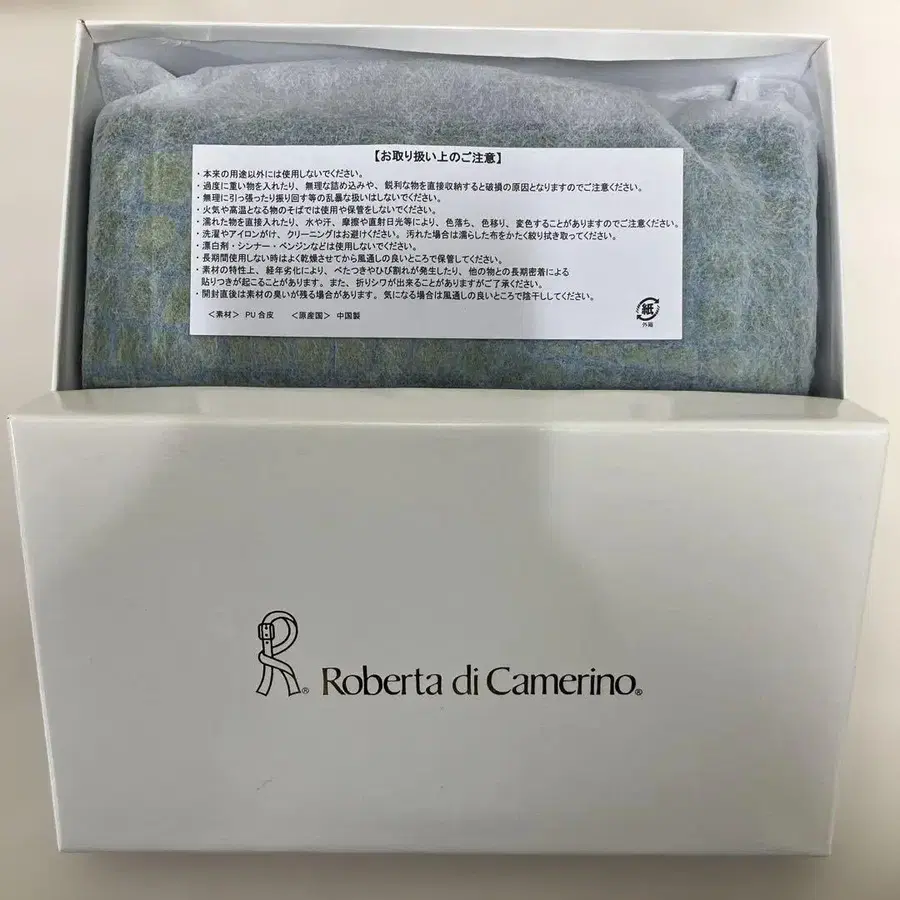 【お取り扱い上のご注意】
・本来の用途以外には使用しないでください。
・過度に重い物を入れたり、無理な詰め込みや、鋭利な物を直接収納すると破損の原因となりますのでご注意ください。
・無理に引っ張ったり振り回す等の乱暴な扱いはしないでください。
・火気や高温となる物のそばでは使用や保管をしないでください。
・濡れた物を直接入れたり、水や汗、摩擦や直射日光等により、色落ち、色移り、変色することがありますのでご注意ください。
・洗濯やアイロンがけ、クリーニングはお避けください。汚れた場合は濡らした布をかたく絞り拭き取ってください。
・漂白剤・シンナー・ベンジンなどは使用しないでください。
・長期間使用しない時はよく乾燥させてから風通しの良いところで保管してください。
・素材の特性上、経年劣化により、べたつきやひび割れが発生したり、他の物との長期密着による
貼りつきが起こることがあります。また、折りシワが出来ることがありますがご了承ください。
・開封直後は素材の臭いが残る場合があります。気になる場合は風通しの良いところで陰干ししてください。
＜素材＞ PU合皮 ＜原産国＞ 中国製
紙
外箱
R®
Roberta di Camerino®